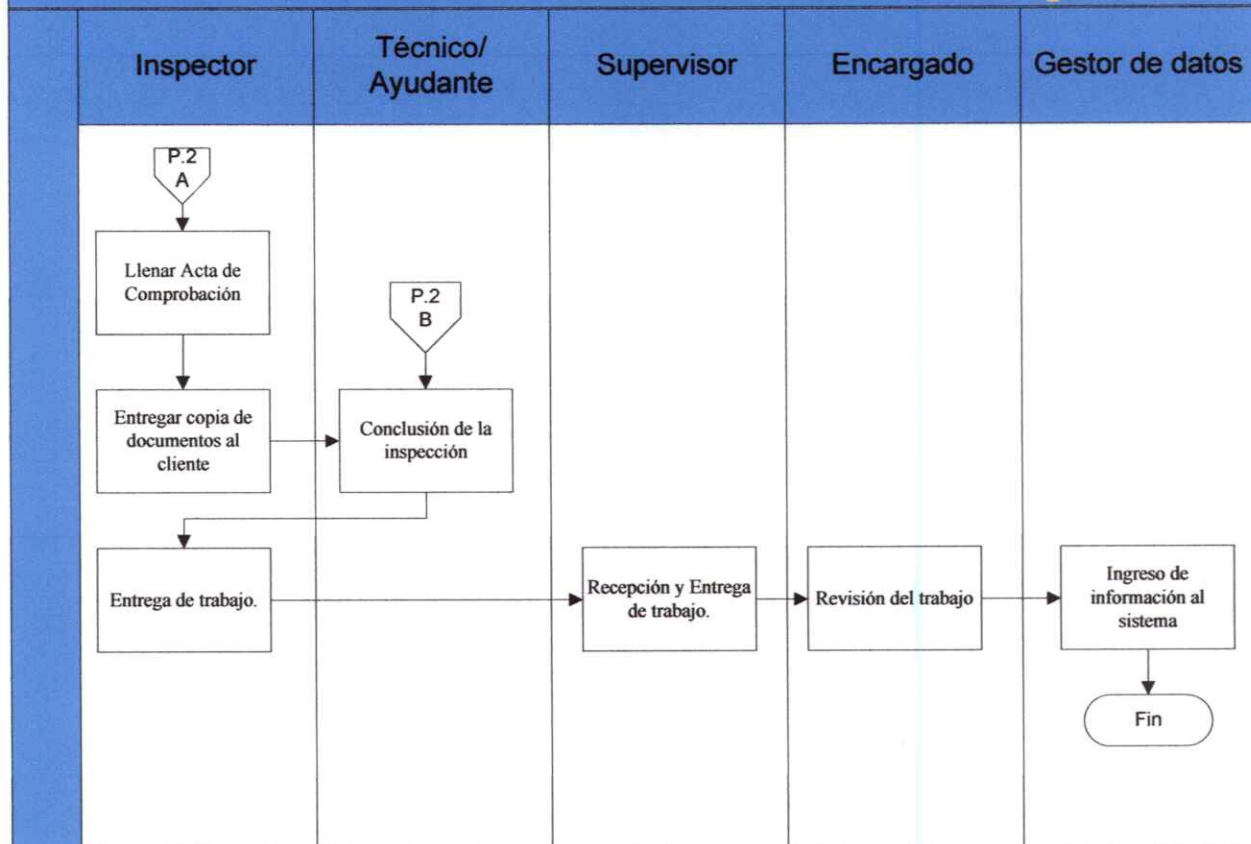 Inspector
Técnico/
Ayudante
Supervisor
Encargado
Gestor de datos
P.2
A
Llenar Acta de
Comprobación
P.2
B
Entregar copia de
documentos al
cliente
Conclusión de la
inspección
Entrega de trabajo.
Recepción y Entrega
de trabajo.
Revisión del trabajo
Ingreso de
información al
sistema
Fin